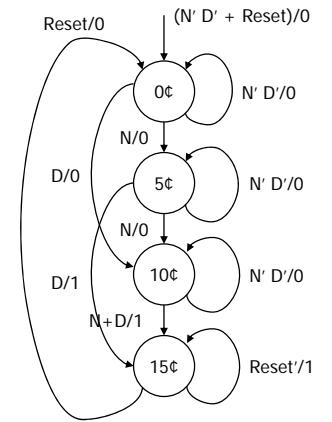 (N' D' + Reset)/0
Reset/0
0¢
N' D'/0
N/0
D/0
5¢
N' D'/0
N/0
10¢
N' D'/0
D/1
N+D/1
15¢
Reset'/1